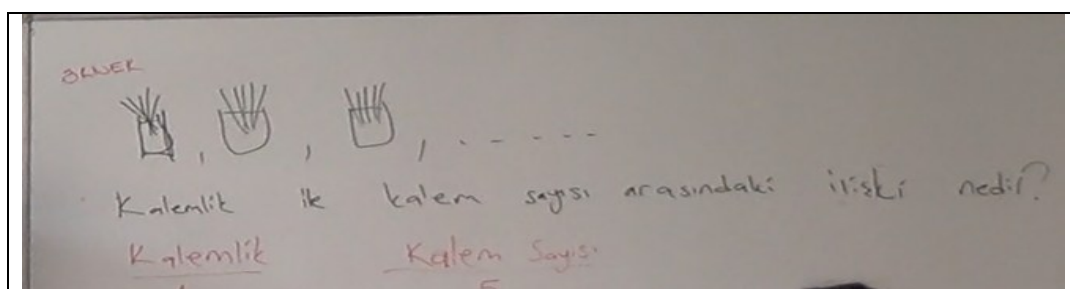 ÖRNEK
, , , . - - - - -
Kalemlik ile kalem sayısı arasındaki ilişki nedir?
Kalemlik Kalem Sayısı